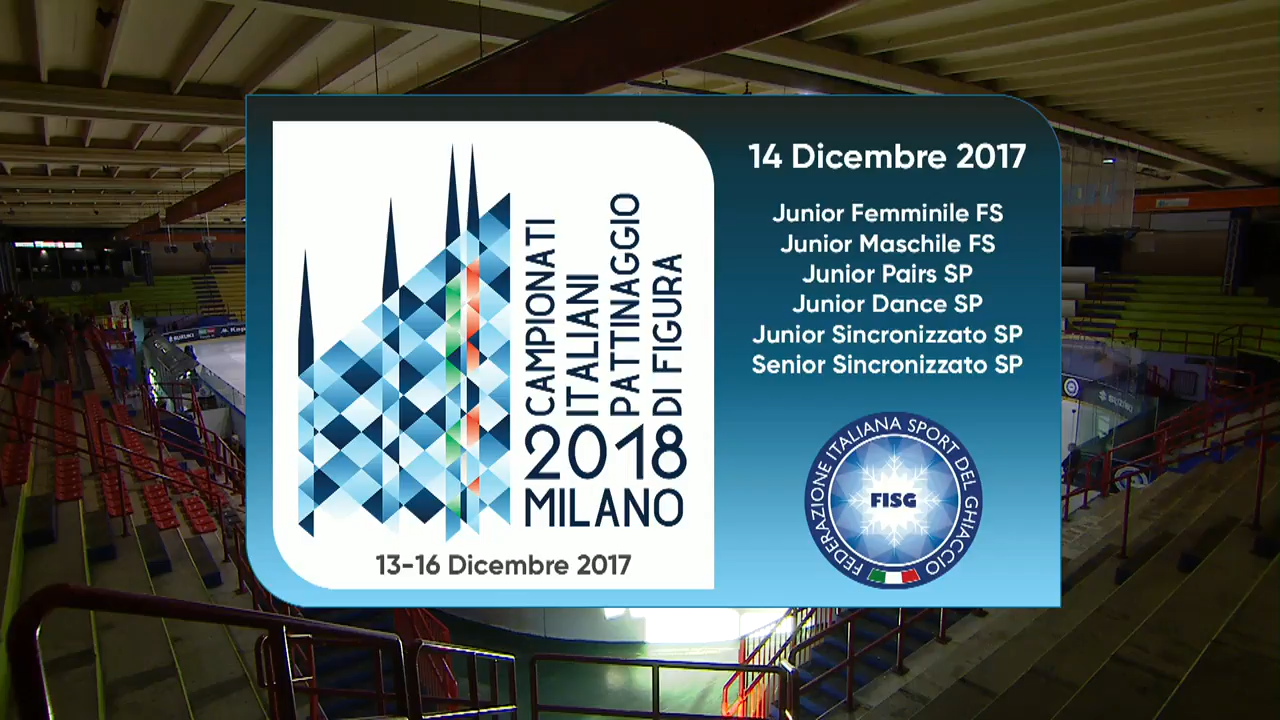 CAMPIONATI
ITALIANI
PATTINAGGIO
DI FIGURA
2018
MILANO
13-16 Dicembre 2017
14 Dicembre 2017
Junior Femminile FS
Junior Maschile FS
Junior Pairs SP
Junior Dance SP
Junior Sincronizzato SP
Senior Sincronizzato SP
FEDERAZIONE ITALIANA SPORT DEL GHIACCIO
FISG
SUZUKI
SUZUKI